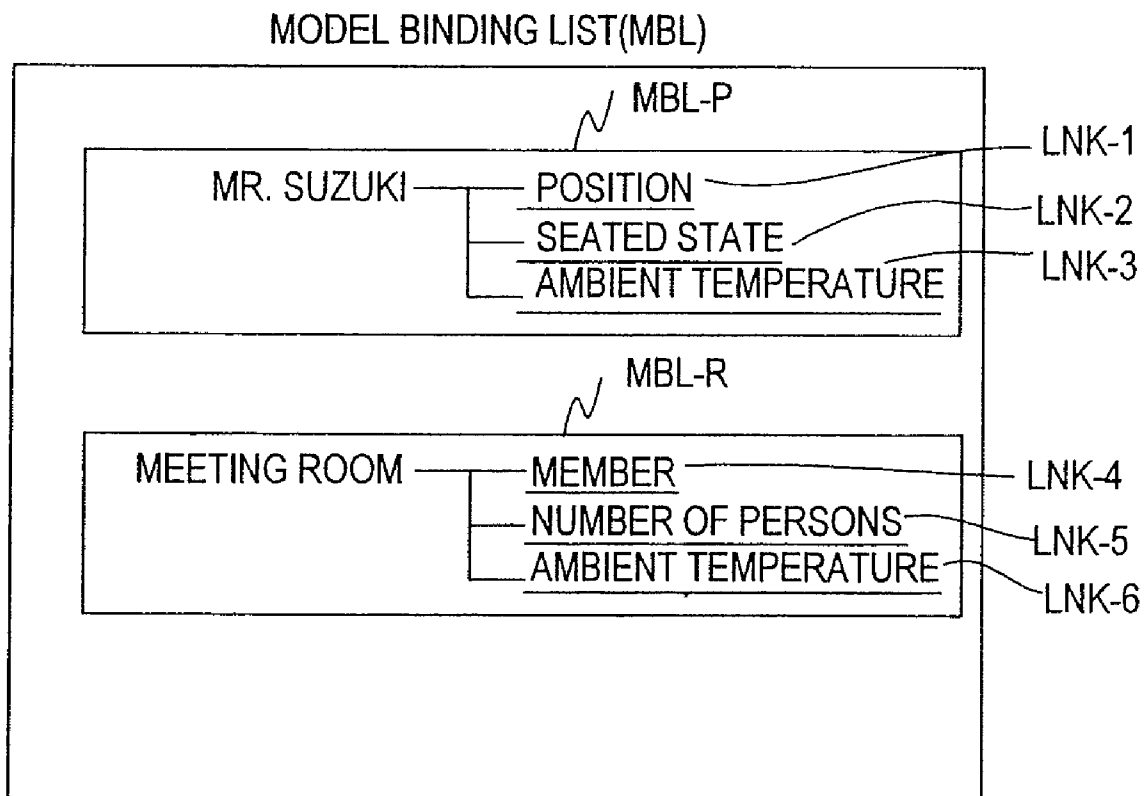 MODEL BINDING LIST(MBL)
MBL-P
LNK-1
MR. SUZUKI POSITION
LNK-2
SEATED STATE
LNK-3
AMBIENT TEMPERATURE
MBL-R
MEETING ROOM MEMBER
LNK-4
NUMBER OF PERSONS
LNK-5
AMBIENT TEMPERATURE
LNK-6